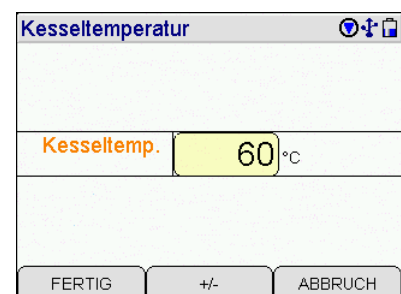 Kesseltemperatur
Kesseltemp. 60 °C
FERTIG +/- ABBRUCH